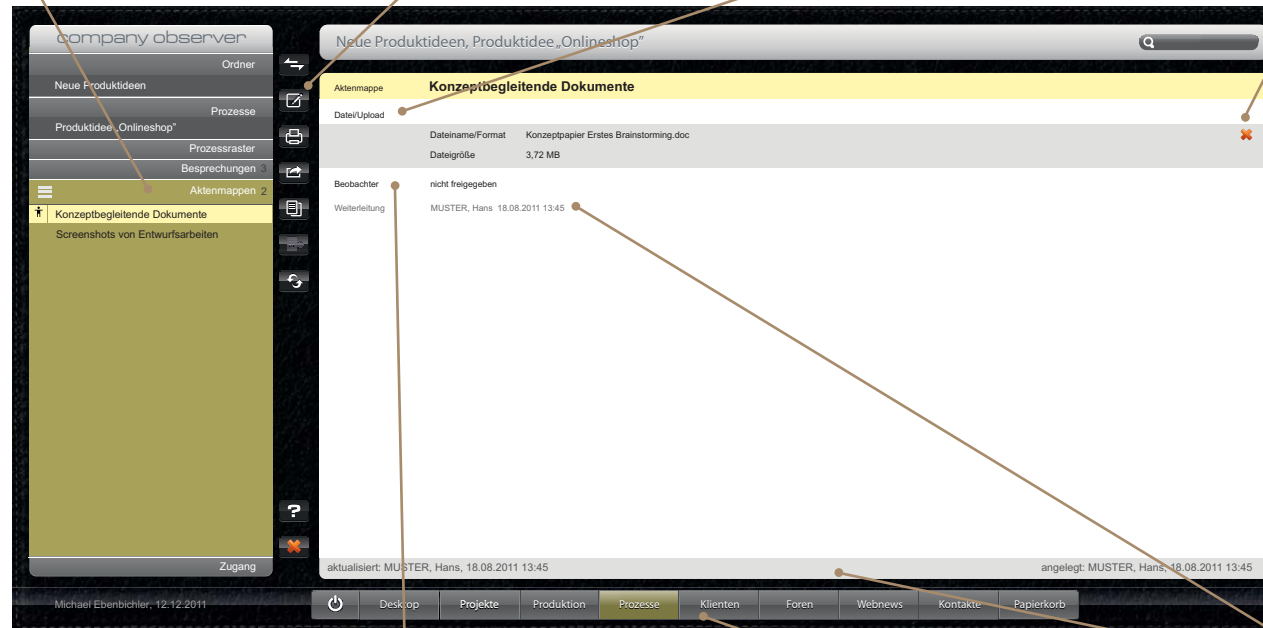 company observer
Ordner
Neue Produktideen
Prozesse
Produktidee „Onlineshop"
Prozessraster
Besprechungen 3
Aktenmappen 2
Konzeptbegleitende Dokumente
Screenshots von Entwurfsarbeiten
Zugang
Neue Produktideen, Produktidee „Onlineshop"
Aktenmappe Konzeptbegleitende Dokumente
Datei/Upload
Dateiname/Format Konzeptpapier Erstes Brainstorming.doc
Dateigröße 3,72 MB
Beobachter nicht freigegeben
Weiterleitung MUSTER, Hans 18.08.2011 13:45
?
aktualisiert: MUSTER, Hans, 18.08.2011 13:45 angelegt: MUSTER, Hans, 18.08.2011 13:45
Michael Ebenbichler, 12.12.2011 Desktop Projekte Produktion Prozesse Klienten Foren Webnews Kontakte Papierkorb